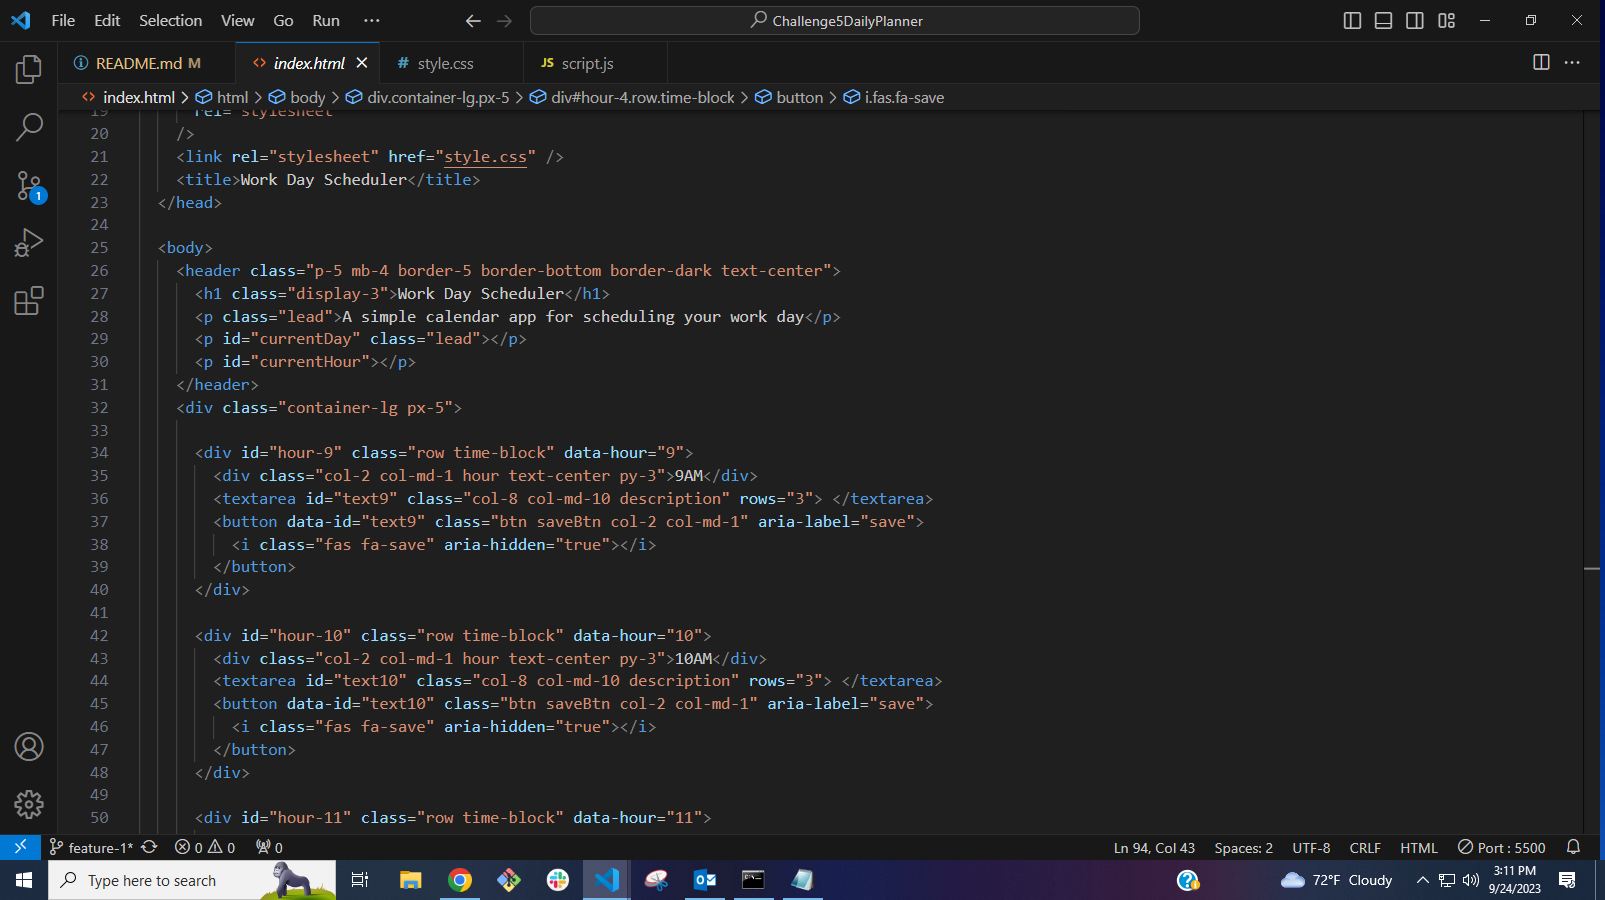 File Edit Selection View Go Run ···
Challenge5DailyPlanner
README.md M
index.html
style.css
JS script.js
index.html > html > body > div.container-lg.px-5 > div#hour-4.row.time-block > button > i.fas.fa-save
19 rel="stylesheet"
20 />
21 <link rel="stylesheet" href="style.css" />
22 <title>Work Day Scheduler</title>
23 </head>
24
25 <body>
26 <header class="p-5 mb-4 border-5 border-bottom border-dark text-center">
27 <h1 class="display-3">Work Day Scheduler</h1>
28 <p class="lead">A simple calendar app for scheduling your work day</p>
29 <p id="currentDay" class="lead"></p>
30 <p id="currentHour"></p>
31 </header>
32 <div class="container-lg px-5">
33
34 <div id="hour-9" class="row time-block" data-hour="9">
35 <div class="col-2 col-md-1 hour text-center py-3">9AM</div>
36 <textarea id="text9" class="col-8 col-md-10 description" rows="3"> </textarea>
37 <button data-id="text9" class="btn saveBtn col-2 col-md-1" aria-label="save">
38 <i class="fas fa-save" aria-hidden="true"></i>
39 </button>
40 </div>
41
42 <div id="hour-10" class="row time-block" data-hour="10">
43 <div class="col-2 col-md-1 hour text-center py-3">10AM</div>
44 <textarea id="text10" class="col-8 col-md-10 description" rows="3"> </textarea>
45 <button data-id="text10" class="btn saveBtn col-2 col-md-1" aria-label="save">
46 <i class="fas fa-save" aria-hidden="true"></i>
47 </button>
48 </div>
49
50 <div id="hour-11" class="row time-block" data-hour="11">
1
feature-1* 0 0 0
Ln 94, Col 43 Spaces: 2 UTF-8 CRLF HTML Port : 5500
Type here to search
72°F Cloudy
3:11 PM
9/24/2023